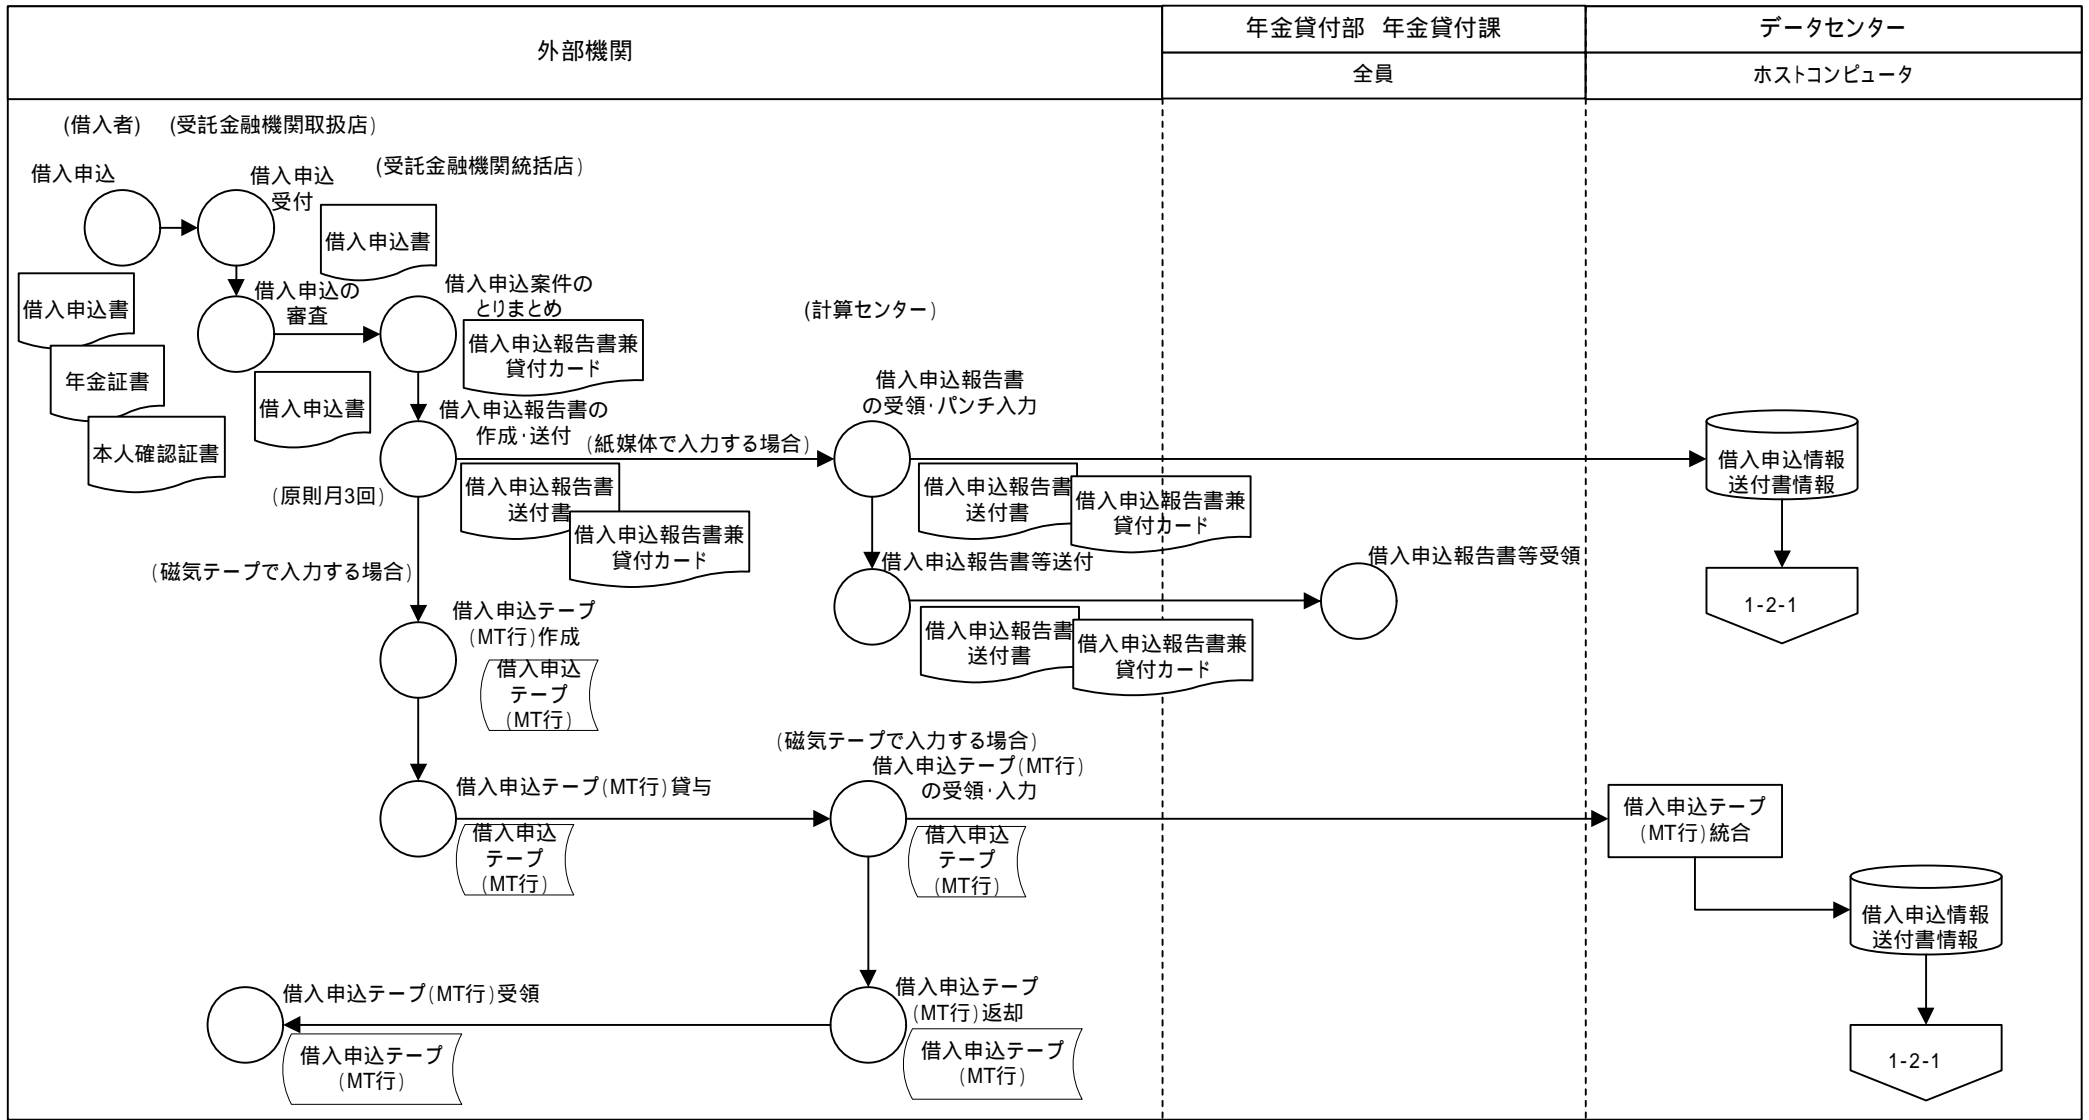 外部機関
年金貸付部 年金貸付課
データセンター
全員
ホストコンピュータ
(借入者)
(受託金融機関取扱店)
(受託金融機関統括店)
借入申込
借入申込
受付
借入申込書
借入申込書
年金証書
本人確認証書
借入申込の
審査
借入申込書
借入申込案件の
とりまとめ
借入申込報告書兼
貸付カード
(計算センター)
借入申込報告書の
作成・送付
(紙媒体で入力する場合)
(原則月3回)
借入申込報告書
送付書
借入申込報告書兼
貸付カード
借入申込報告書
の受領・パンチ入力
借入申込報告書
送付書
借入申込報告書兼
貸付カード
借入申込情報
送付書情報
1-2-1
借入申込報告書等送付
借入申込報告書等受領
借入申込報告書
送付書
借入申込報告書兼
貸付カード
(磁気テープで入力する場合)
借入申込テープ
(MT行)作成
借入申込
テープ
(MT行)
借入申込テープ(MT行)貸与
借入申込
テープ
(MT行)
(磁気テープで入力する場合)
借入申込テープ(MT行)
の受領・入力
借入申込
テープ
(MT行)
借入申込テープ
(MT行)統合
借入申込情報
送付書情報
1-2-1
借入申込テープ
(MT行)返却
借入申込テープ
(MT行)
借入申込テープ(MT行)受領
借入申込テープ
(MT行)